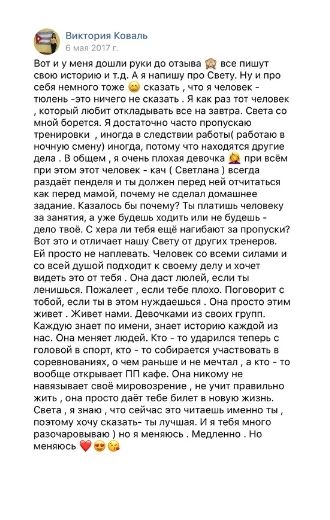 Виктория Коваль
6 мая 2017 г.
Вот и у меня дошли руки до отзыва 🙈 все пишут
свою историю и т.д. А я напишу про Свету. Ну и про
себя немного тоже 😄 сказать , что я человек -
тюлень -это ничего не сказать . Я как раз тот человек
, который любит откладывать все на завтра. Света со
мной борется. Я достаточно часто пропускаю
тренировки , иногда в следствии работы( работаю в
ночную смену) иногда, потому что находятся другие
дела . В общем , я очень плохая девочка 🤦 при всём
при этом этот человек - кач ( Светлана ) всегда
раздаёт пенделя и ты должен перед ней отчитаться
как перед мамой, почему не сделал домашнее
задание. Казалось бы почему? Ты платишь человеку
за занятия, а уже будешь ходить или не будешь -
дело твоё. С хера ли тебя ещё нагибают за пропуски?
Вот это и отличает нашу Свету от других тренеров.
Ей просто не наплевать. Человек со всеми силами и
со всей душой подходит к своему делу и хочет
видеть это от тебя . Она даст люлей, если ты
ленишься. Пожалеет , если тебе плохо. Поговорит с
тобой, если ты в этом нуждаешься . Она просто этим
живет . Живет нами. Девочками из своих групп.
Каждую знает по имени, знает историю каждой из
нас. Она меняет людей. Кто - то ударился теперь с
головой в спорт, кто - то собирается участвовать в
соревнованиях, о чем раньше и не мечтал , а кто - то
вообще открывает ПП кафе. Она никому не
навязывает своё мировозрение , не учит правильно
жить , она просто даёт тебе билет в новую жизнь.
Света , я знаю , что сейчас это читаешь именно ты ,
поэтому хочу сказать- ты лучшая. И я тебя много
разочаровываю ) но я меняюсь . Медленно . Но
меняюсь ❤️😍😘